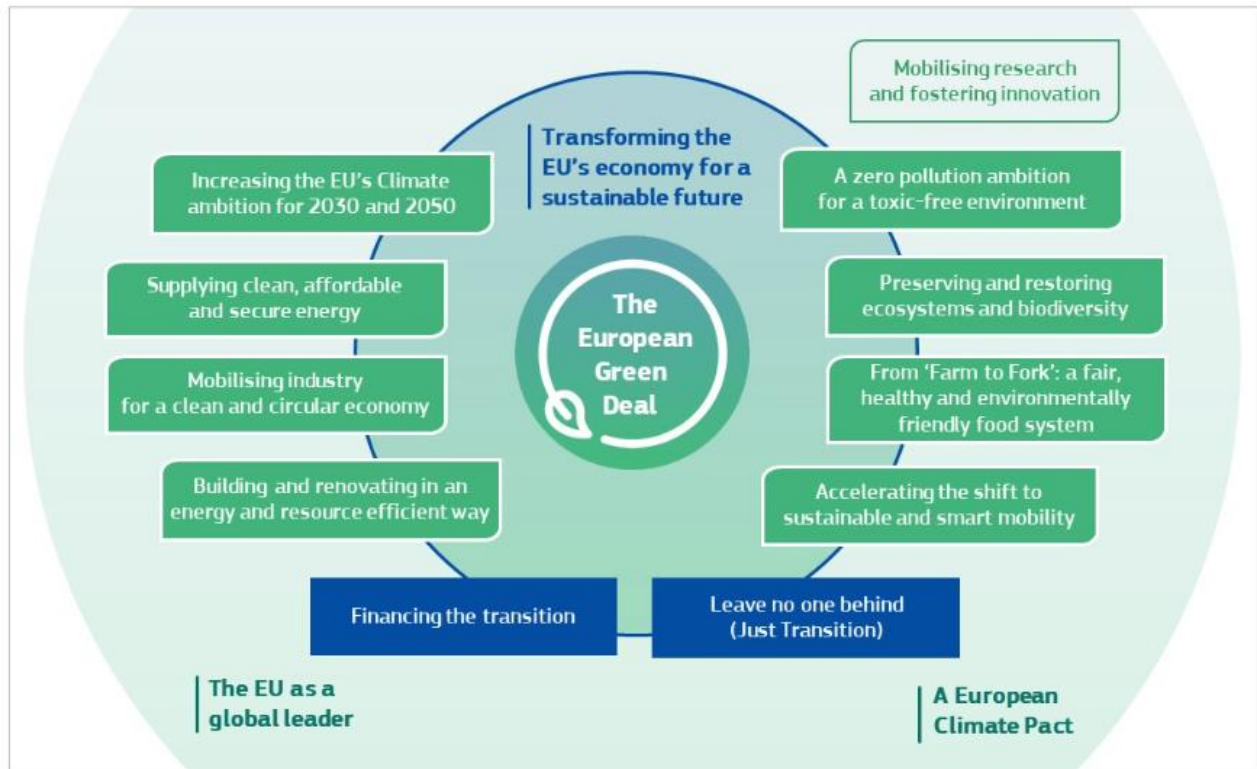 Mobilising research
and fostering innovation
Transforming the
EU's economy for a
sustainable future
Increasing the EU's Climate
ambition for 2030 and 2050
A zero pollution ambition
for a toxic-free environment
Supplying clean, affordable
and secure energy
Preserving and restoring
ecosystems and biodiversity
The
European
Green
Deal
Mobilising industry
for a clean and circular economy
From ‘Farm to Fork’: a fair,
healthy and environmentally
friendly food system
Building and renovating in an
energy and resource efficient way
Accelerating the shift to
sustainable and smart mobility
Financing the transition
Leave no one behind
(Just Transition)
The EU as a
global leader
A European
Climate Pact